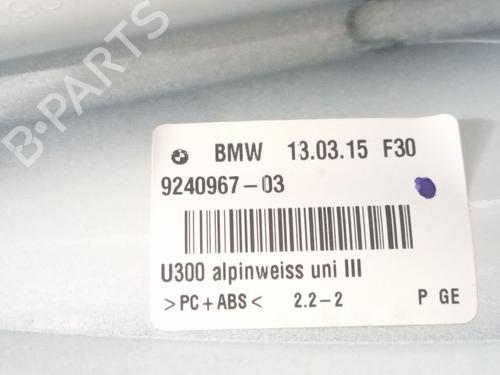 B-PARTS
BMW 13.03.15 F30
9240967-03
U300 alpinweiss uni III
>PC+ABS< 2.2-2 P GE